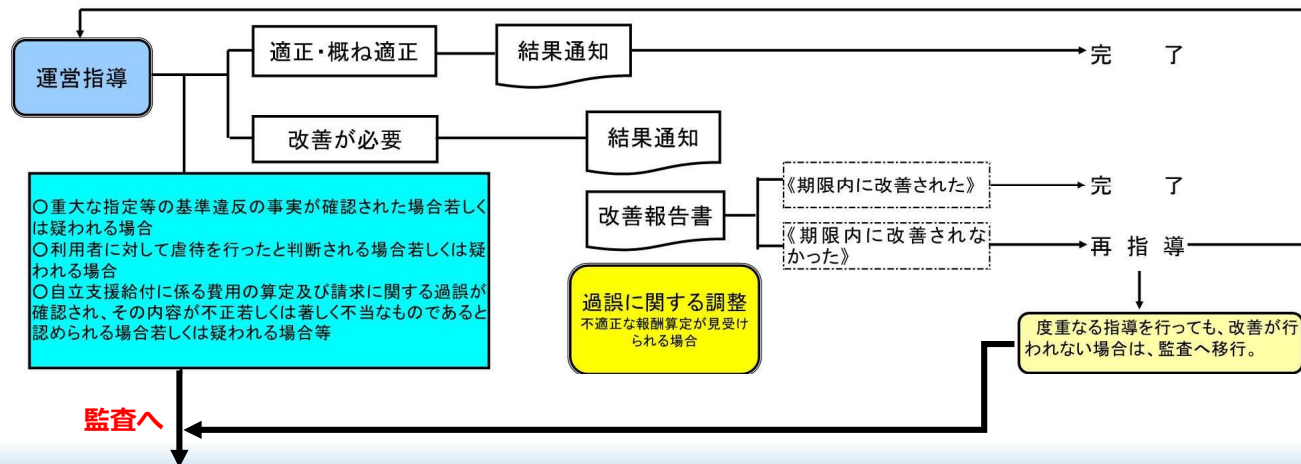 運営指導
適正・概ね適正
結果通知
完　了
改善が必要
結果通知
〇重大な指定等の基準違反の事実が確認された場合若しく
は疑われる場合
〇利用者に対して虐待を行ったと判断される場合若しくは疑
われる場合
〇自立支援給付に係る費用の算定及び請求に関する過誤が
確認され、その内容が不正若しくは著しく不当なものであると
認められる場合若しくは疑われる場合等
改善報告書
《期限内に改善された》
完　了
《期限内に改善されな
かった》
再 指 導
過誤に関する調整
不適正な報酬算定が見受け
られる場合
度重なる指導を行っても、改善が行
われない場合は、監査へ移行。
監査へ